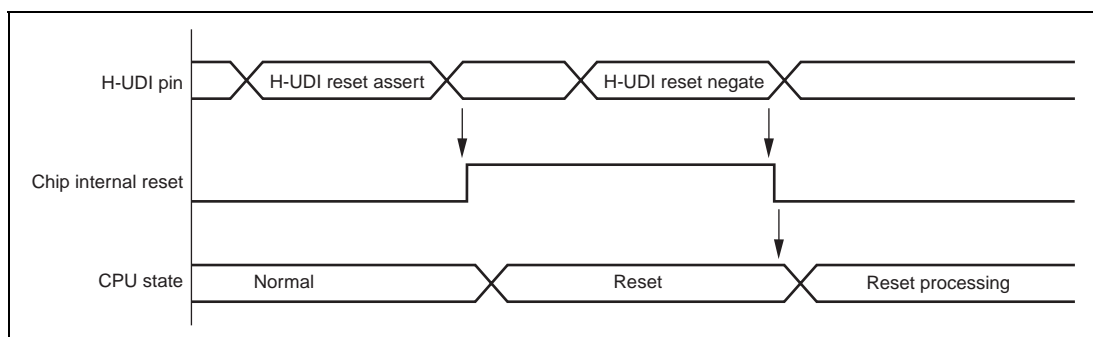 H-UDI pin
H-UDI reset assert
H-UDI reset negate
Chip internal reset
CPU state
Normal
Reset
Reset processing